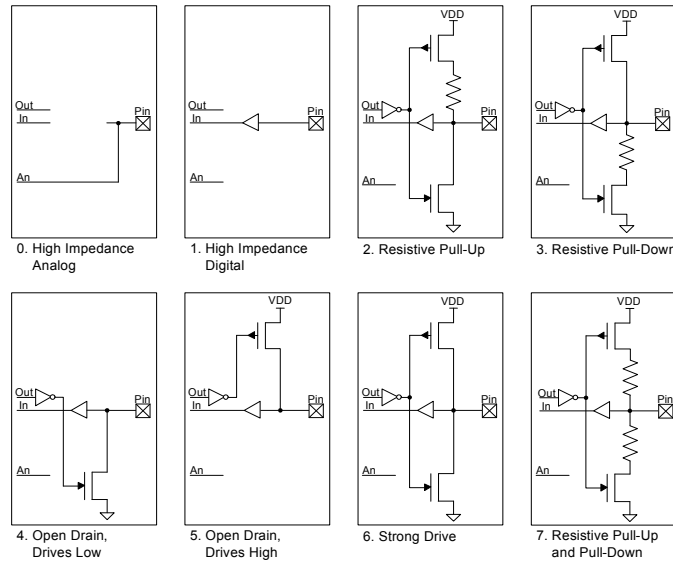 VDD
VDD
Out
In
Pin
An
Out
In
Pin
An
Out
In
Pin
An
Out
In
Pin
An
0. High Impedance
Analog
1. High Impedance
Digital
2. Resistive Pull-Up
3. Resistive Pull-Down
VDD
VDD
VDD
Out
In
Pin
An
Out
In
Pin
An
Out
In
Pin
An
Out
In
Pin
An
4. Open Drain,
Drives Low
5. Open Drain,
Drives High
6. Strong Drive
7. Resistive Pull-Up
and Pull-Down